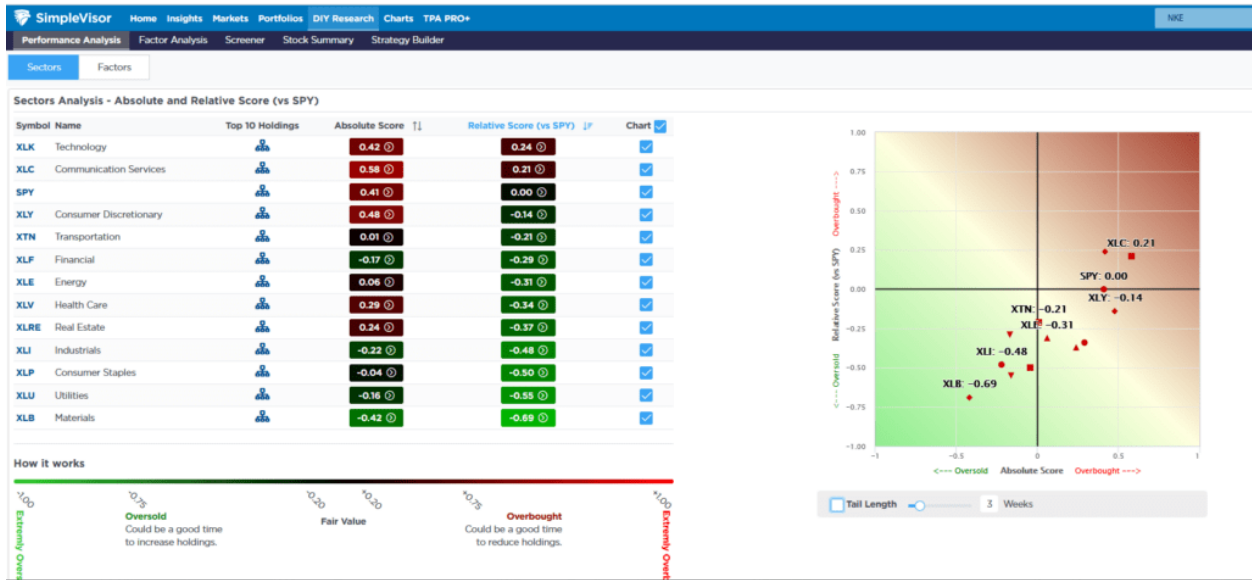 SimpleVisor Home Insights Markets Portfolios DIY Research Charts TPA PRO+ NKE
Performance Analysis Factor Analysis Screener Stock Summary Strategy Builder
Sectors Factors
Sectors Analysis - Absolute and Relative Score (vs SPY)
Symbol Name Top 10 Holdings Absolute Score Relative Score (vs SPY) Chart
XLK Technology 0.42 0.24
XLC Communication Services 0.58 0.21
SPY 0.41 0.00
XLY Consumer Discretionary 0.48 -0.14
XTN Transportation 0.01 -0.21
XLF Financial -0.17 -0.29
XLE Energy 0.06 -0.31
XLV Health Care 0.29 -0.34
XLRE Real Estate 0.24 -0.37
XLI Industrials -0.22 -0.48
XLP Consumer Staples -0.04 -0.50
XLU Utilities -0.16 -0.55
XLB Materials -0.42 -0.69
How it works
-1.00 -0.75 -0.20 +0.20 +0.75 +1.00
Extremly Overs
Oversold
Could be a good time
to increase holdings.
Fair Value
Overbought
Could be a good time
to reduce holdings.
Extremly Overb
1.00
0.75
0.50
0.25
0.00
-0.25
-0.50
-0.75
-1.00
<--- Oversold Relative Score (vs SPY) Overbought --->
XLC: 0.21
SPY: 0.00
XLY: -0.14
XTN: -0.21
XLE: -0.31
XLI: -0.48
XLB: -0.69
-1 -0.5 0 0.5 1
<--- Oversold Absolute Score Overbought --->
Tail Length 3 Weeks